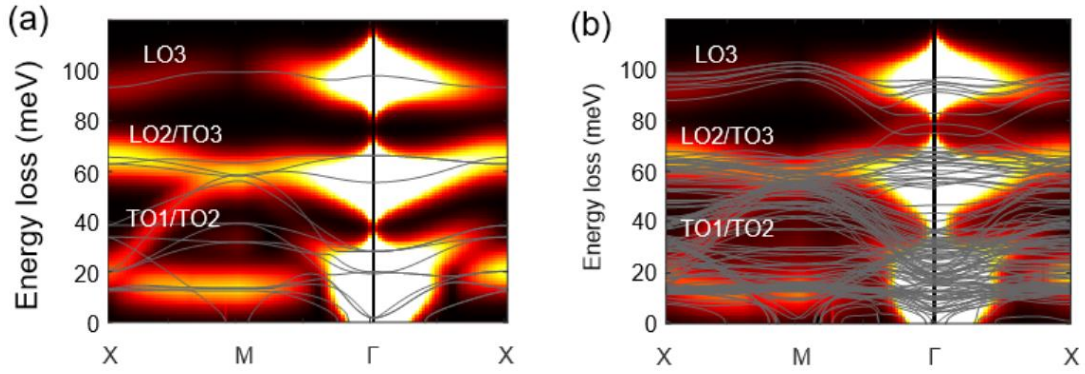 (a)
LO3
LO2/TO3
TO1/TO2
Energy loss (meV)
100
80
60
40
20
0
X M Γ X
(b)
LO3
LO2/TO3
TO1/TO2
Energy loss (meV)
100
80
60
40
20
0
X M Γ X